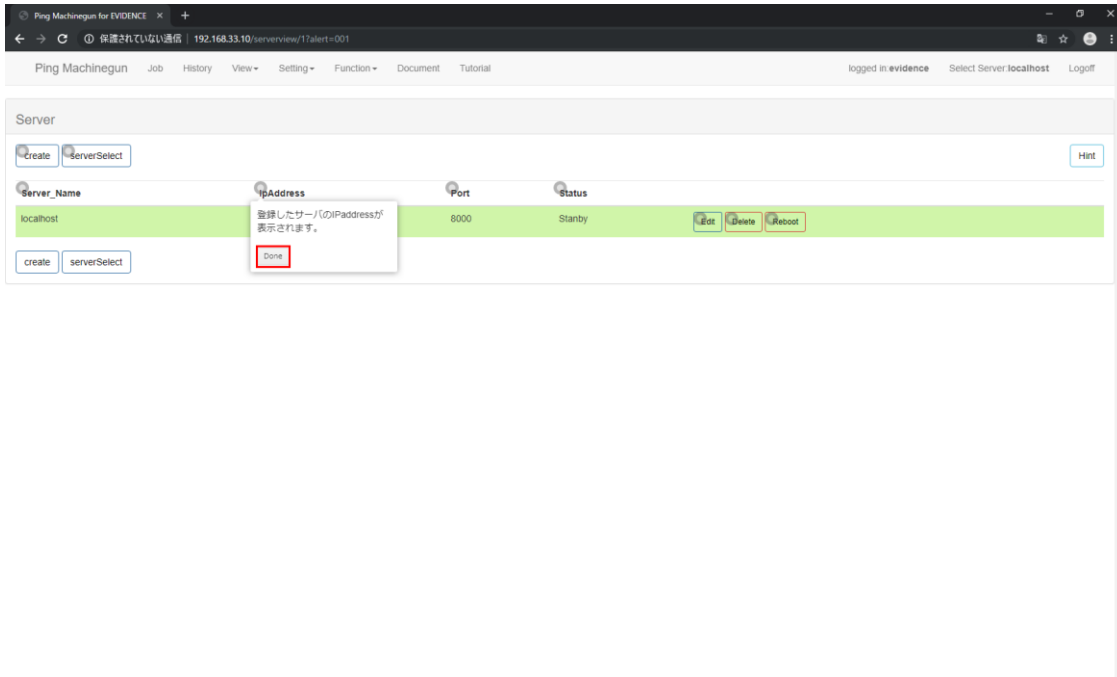 Ping Machinegun for EVIDENCE
保護されていない通信 | 192.168.33.10/serverview/1?alert=001
Ping Machinegun Job History View Setting Function Document Tutorial logged in:evidence Select Server:localhost Logoff
Server
create serverSelect Hint
Server_Name IpAddress Port Status
localhost 8000 Stanby Edit Delete Reboot
登録したサーバのIPaddressが
表示されます。
Done
create serverSelect